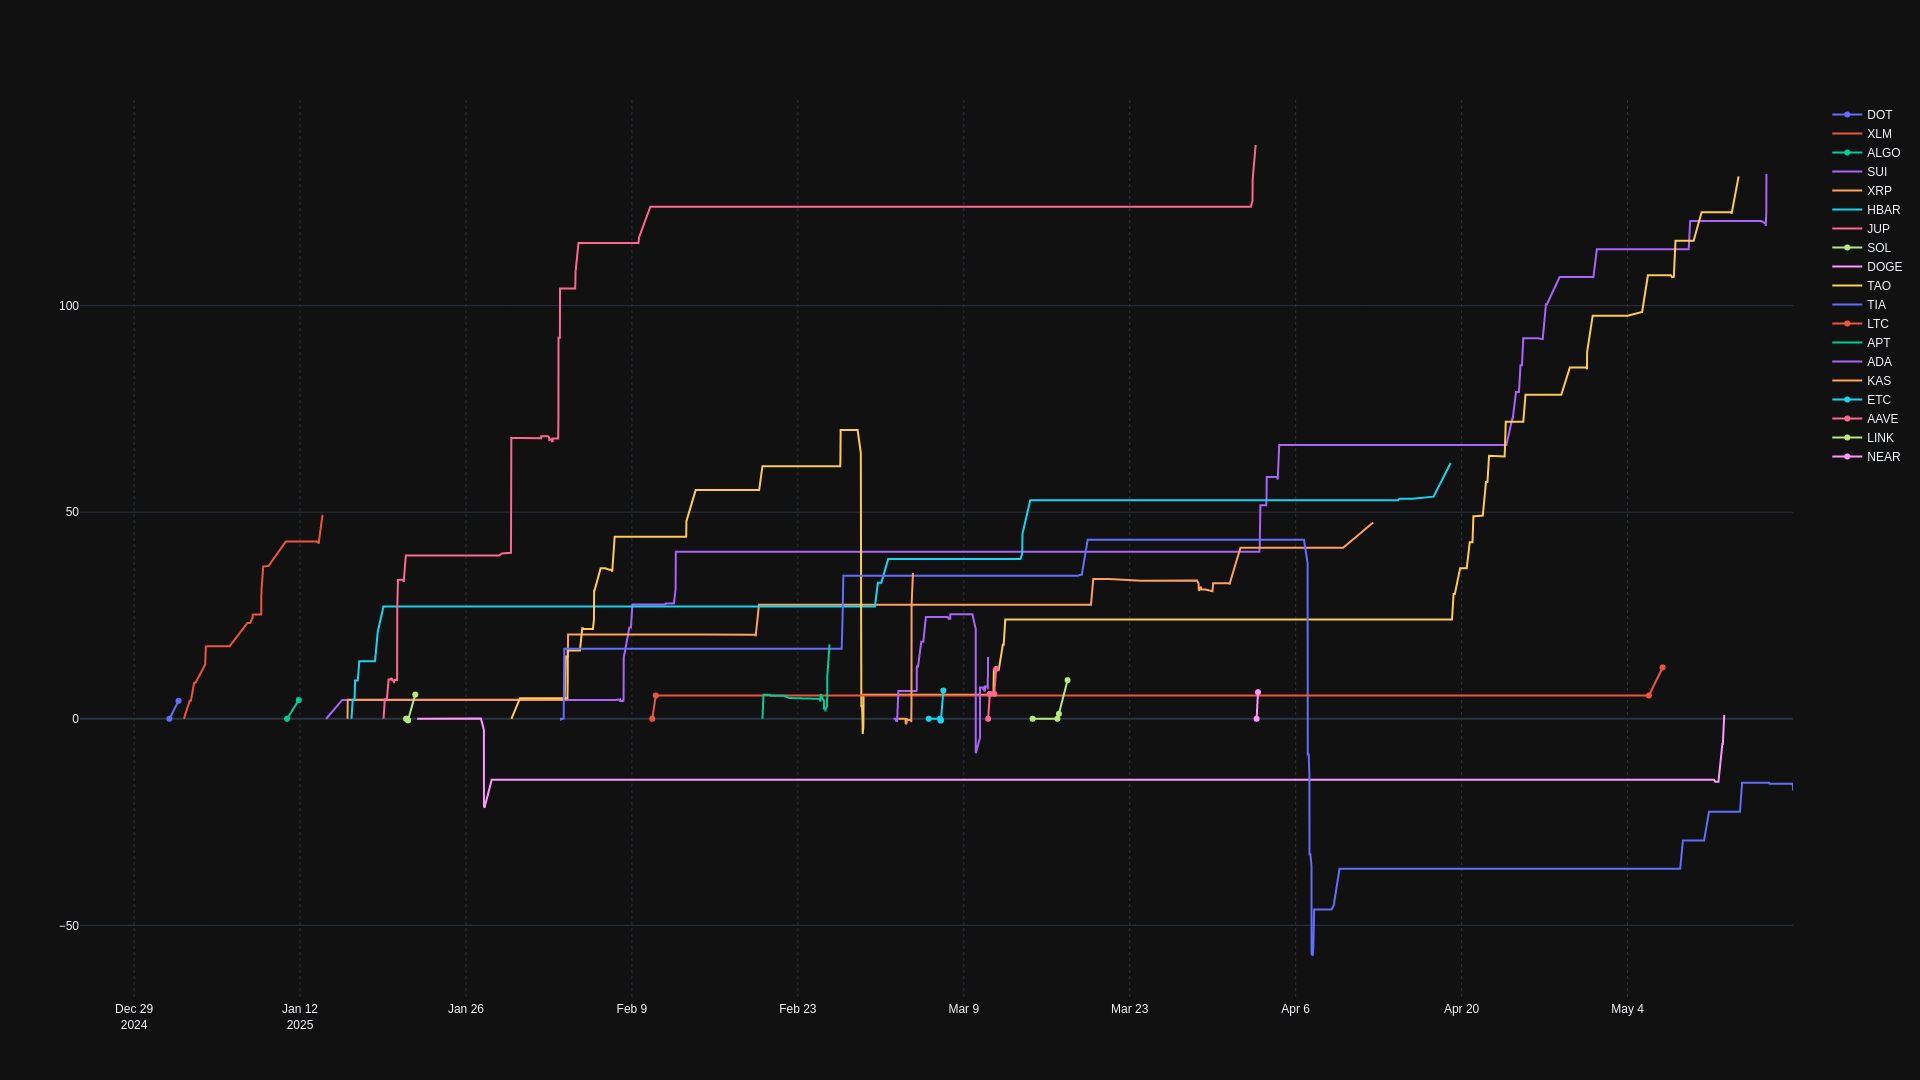 DOT
XLM
ALGO
SUI
XRP
HBAR
JUP
SOL
DOGE
TAO
TIA
LTC
APT
ADA
KAS
ETC
AAVE
LINK
NEAR
100
50
0
−50
Dec 29
2024
Jan 12
2025
Jan 26
Feb 9
Feb 23
Mar 9
Mar 23
Apr 6
Apr 20
May 4